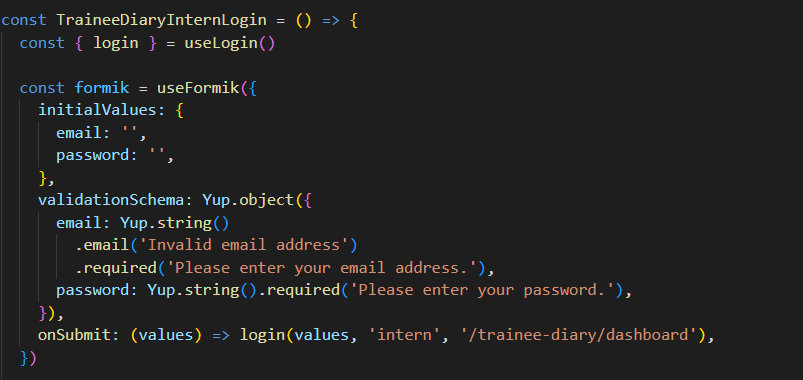 const TraineeDiaryInternLogin = () => {
  const { login } = useLogin()

  const formik = useFormik({
    initialValues: {
      email: '',
      password: '',
    },
    validationSchema: Yup.object({
      email: Yup.string()
        .email('Invalid email address')
        .required('Please enter your email address.'),
      password: Yup.string().required('Please enter your password.'),
    }),
    onSubmit: (values) => login(values, 'intern', '/trainee-diary/dashboard'),
  })